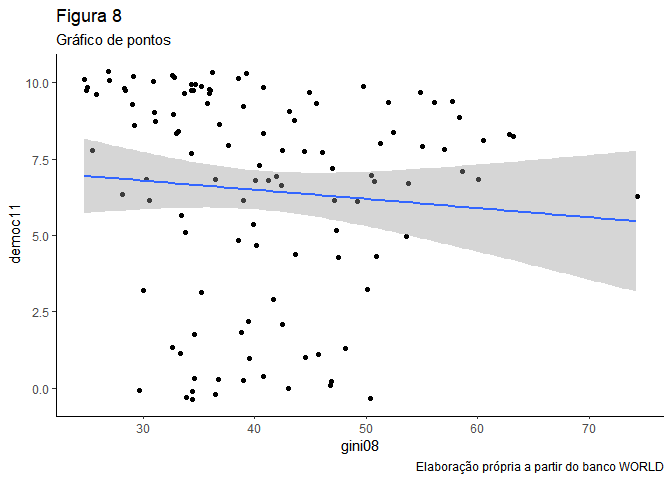 Figura 8
Gráfico de pontos
10.0
7.5
5.0
2.5
0.0
democ11
30 40 50 60 70
gini08
Elaboração própria a partir do banco WORLD